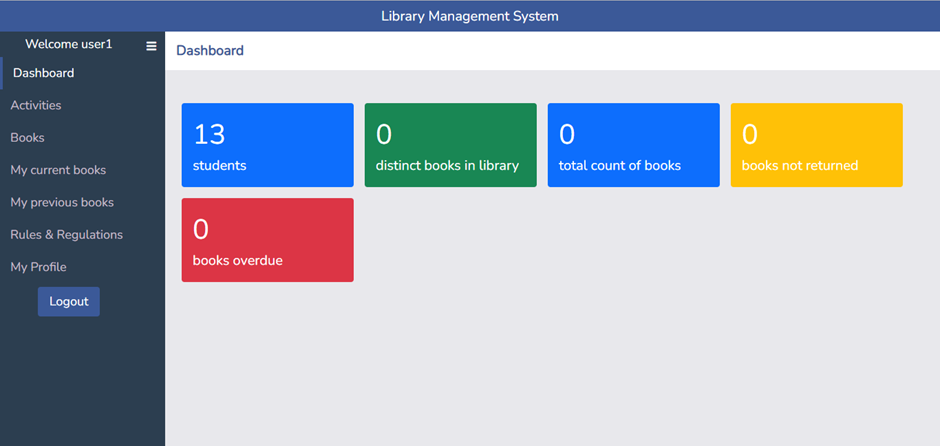 Library Management System
Welcome user1
Dashboard
Activities
Books
My current books
My previous books
Rules & Regulations
My Profile
Logout
Dashboard
13
students
0
distinct books in library
0
total count of books
0
books not returned
0
books overdue